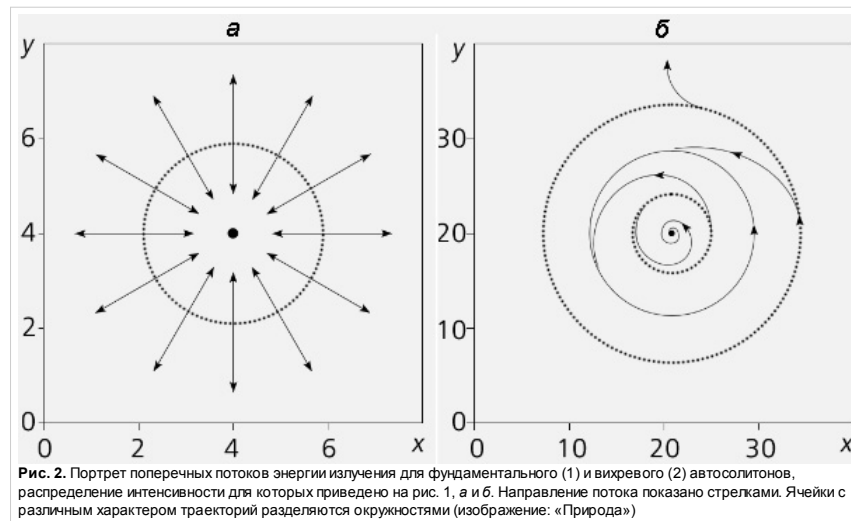 а
б
y
6
4
2
0
0
2
4
6
x
y
30
20
10
0
0
10
20
30
x
Рис. 2. Портрет поперечных потоков энергии излучения для фундаментального (1) и вихревого (2) автосолитонов,
распределение интенсивности для которых приведено на рис. 1, а и б. Направление потока показано стрелками. Ячейки с
различным характером траекторий разделяются окружностями (изображение: «Природа»)